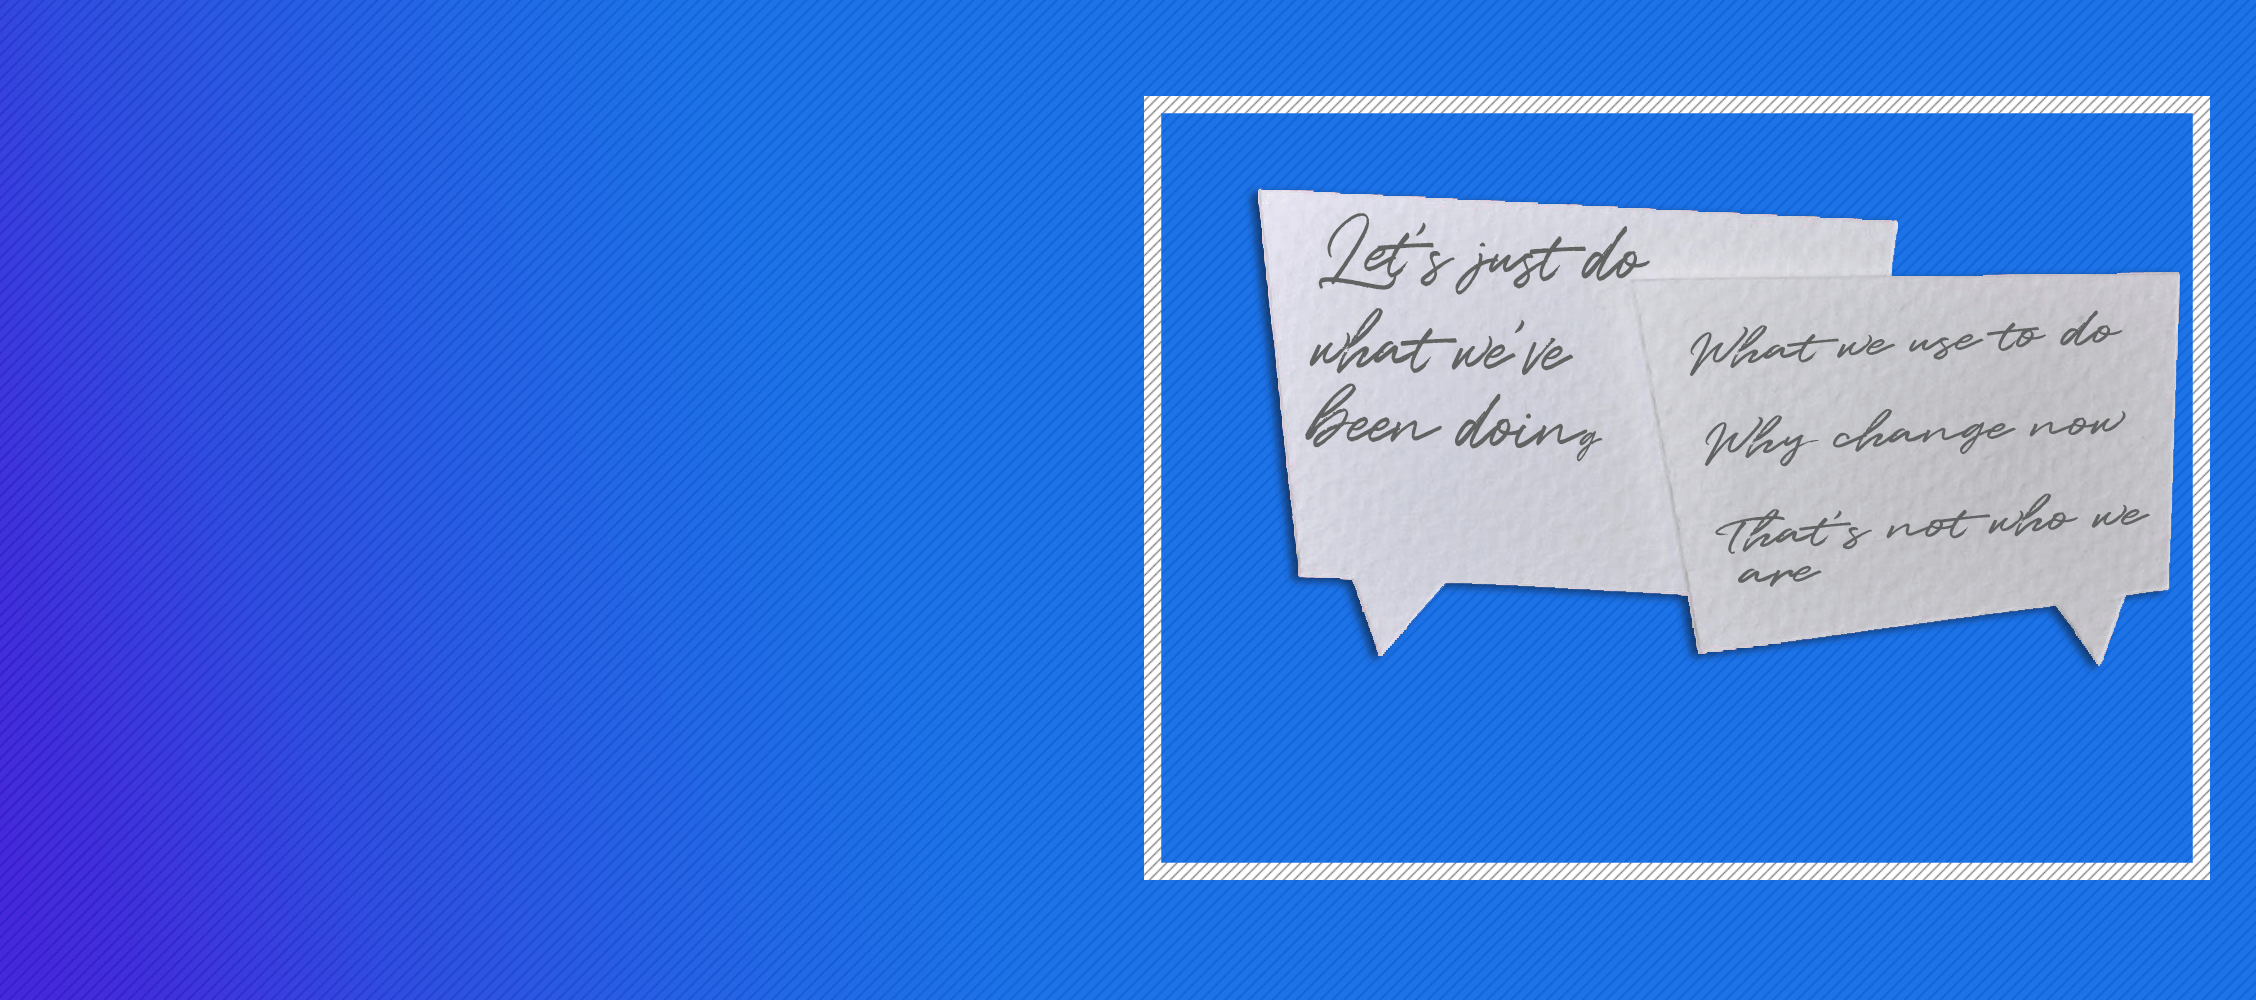 Let's just do
what we've
been doing
What we use to do
Why change now
That's not who we
are